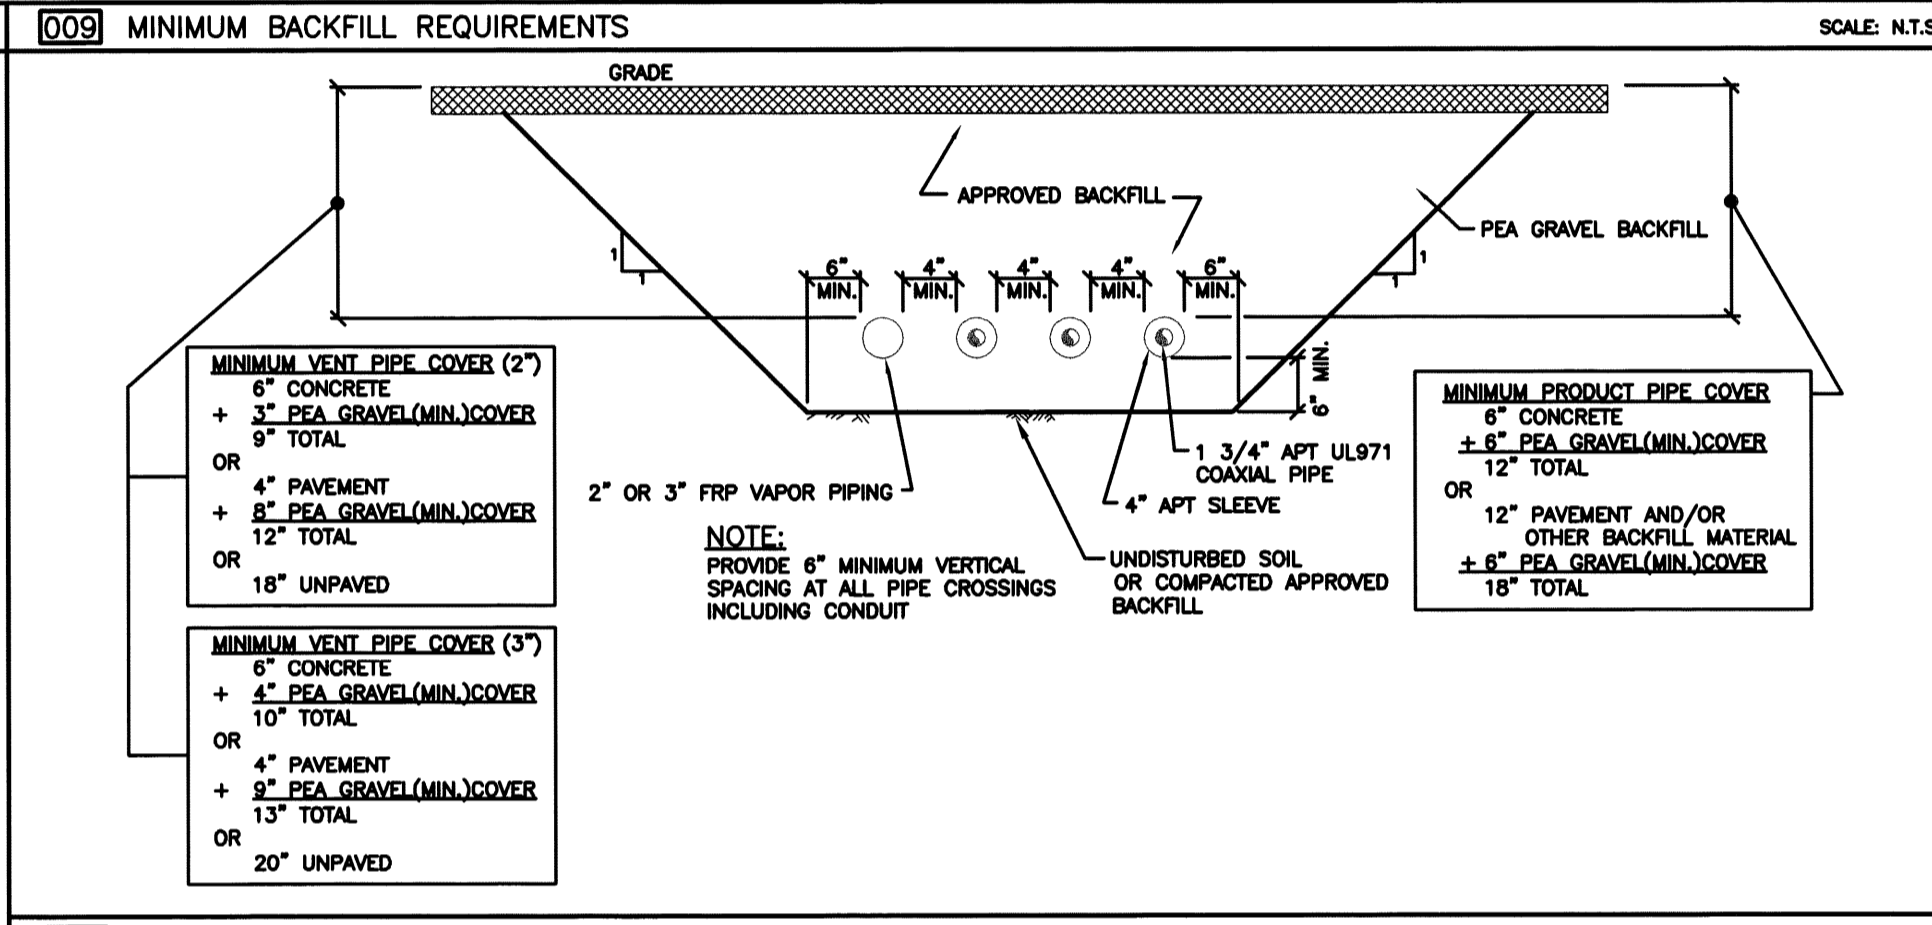 009 MINIMUM BACKFILL REQUIREMENTS
SCALE: N.T.S
GRADE
APPROVED BACKFILL
PEA GRAVEL BACKFILL
1
1
1
1
6" 4" 4" 4" 6"
MIN. MIN. MIN. MIN. MIN.
6" MIN.
MINIMUM VENT PIPE COVER (2")
6" CONCRETE
+ 3" PEA GRAVEL(MIN.)COVER
9" TOTAL
OR
4" PAVEMENT
+ 8" PEA GRAVEL(MIN.)COVER
12" TOTAL
OR
18" UNPAVED
MINIMUM VENT PIPE COVER (3")
6" CONCRETE
+ 4" PEA GRAVEL(MIN.)COVER
10" TOTAL
OR
4" PAVEMENT
+ 9" PEA GRAVEL(MIN.)COVER
13" TOTAL
OR
20" UNPAVED
2" OR 3" FRP VAPOR PIPING
NOTE:
PROVIDE 6" MINIMUM VERTICAL
SPACING AT ALL PIPE CROSSINGS
INCLUDING CONDUIT
1 3/4" APT UL971
COAXIAL PIPE
4" APT SLEEVE
UNDISTURBED SOIL
OR COMPACTED APPROVED
BACKFILL
MINIMUM PRODUCT PIPE COVER
6" CONCRETE
+ 6" PEA GRAVEL(MIN.)COVER
12" TOTAL
OR
12" PAVEMENT AND/OR
OTHER BACKFILL MATERIAL
+ 6" PEA GRAVEL(MIN.)COVER
18" TOTAL